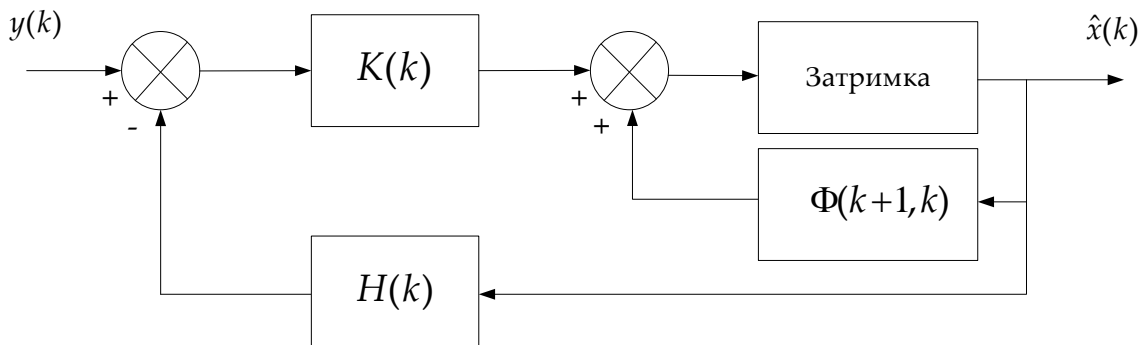 y(k)
x̂(k)
K(k)
Затримка
+
-
+
+
Φ(k+1,k)
H(k)